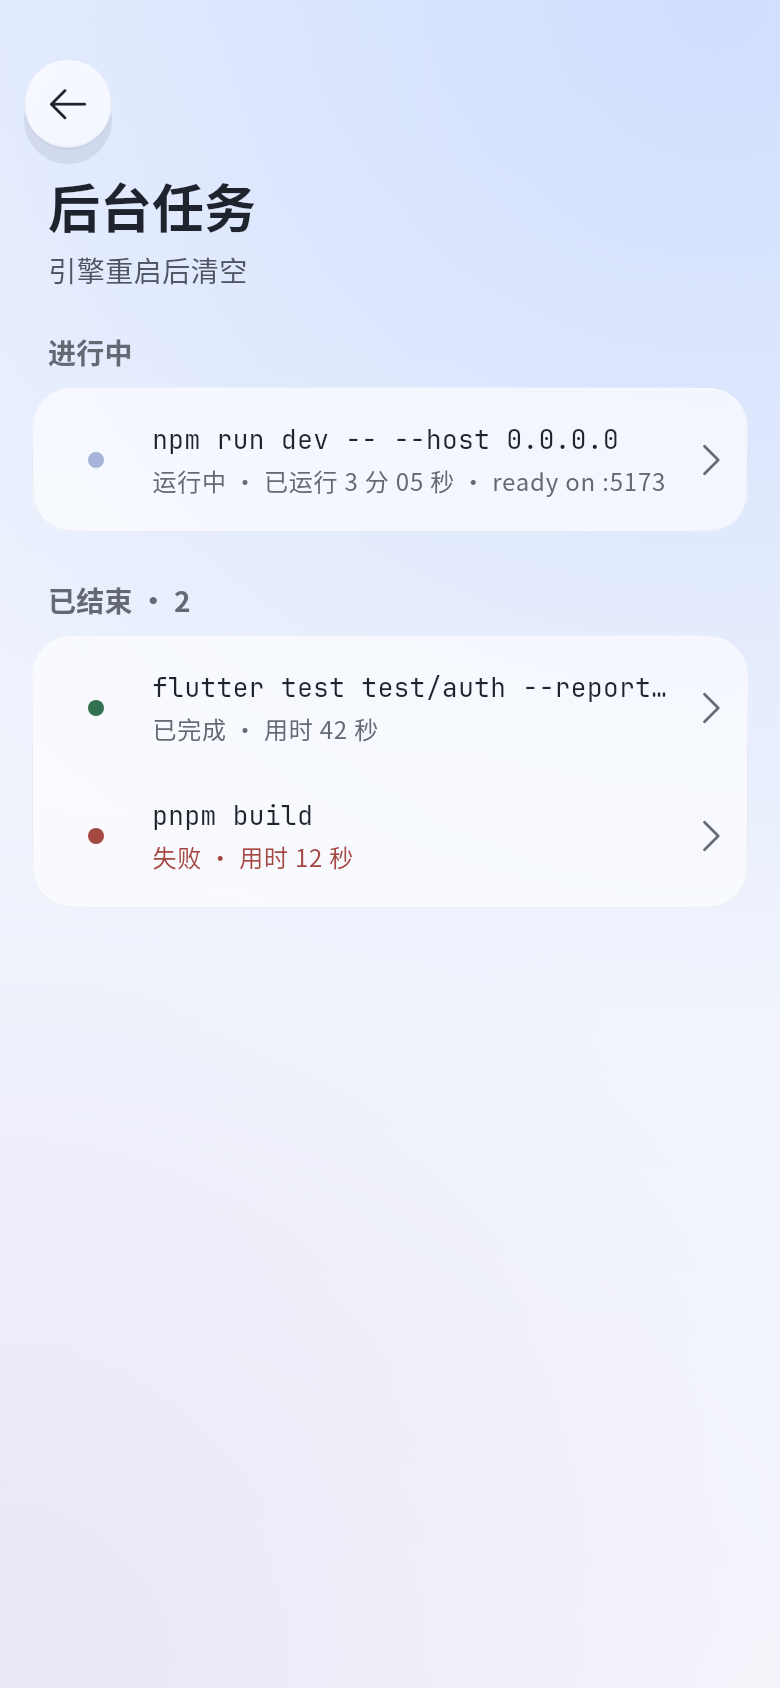 后台任务
引擎重启后清空
进行中
npm run dev -- --host 0.0.0.0
运行中 · 已运行 3 分 05 秒 · ready on :5173
已结束 · 2
flutter test test/auth --report…
已完成 · 用时 42 秒
pnpm build
失败 · 用时 12 秒